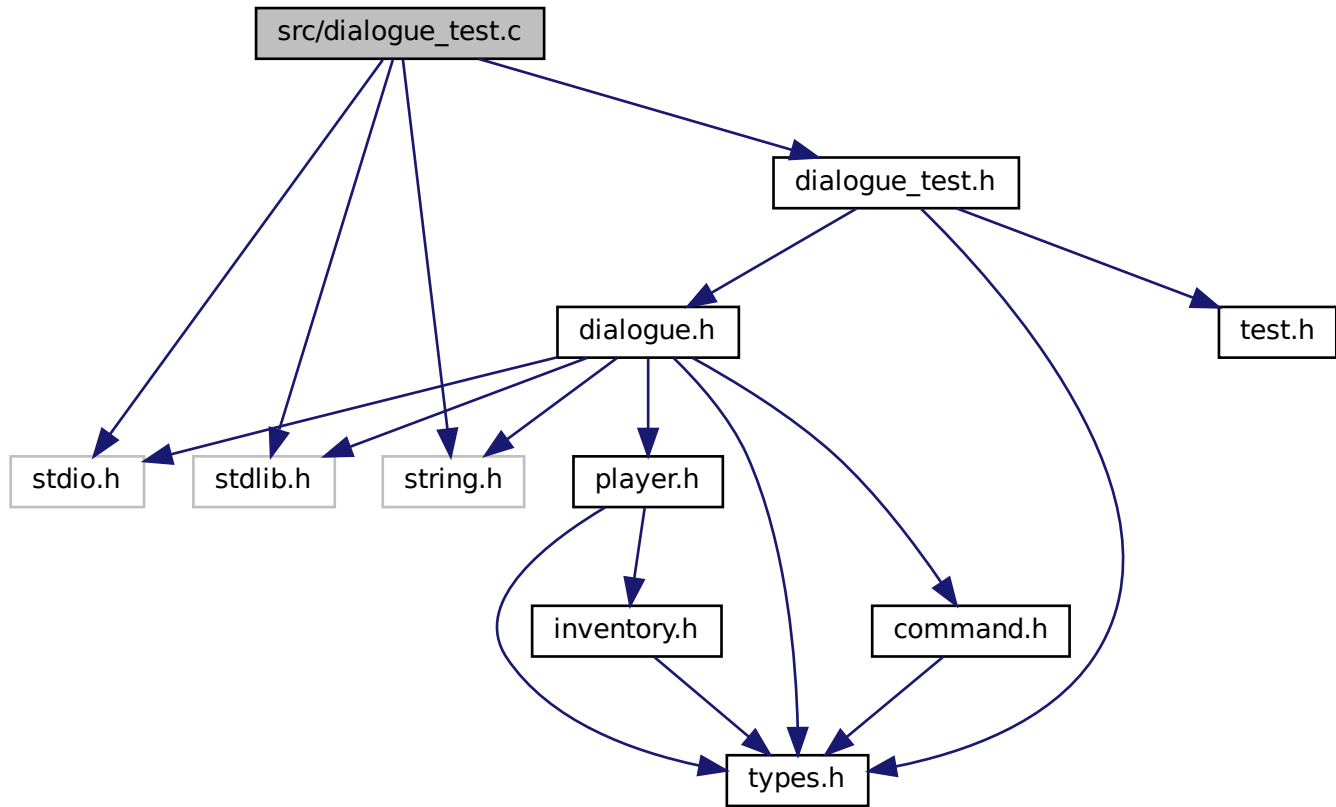 src/dialogue_test.c
dialogue_test.h
dialogue.h
test.h
stdio.h
stdlib.h
string.h
player.h
inventory.h
command.h
types.h